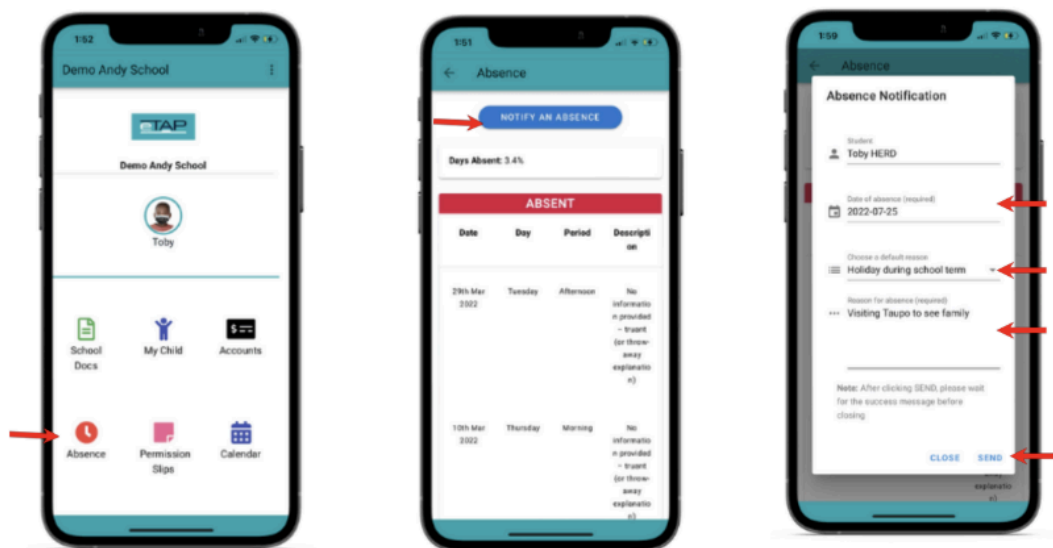 1:52
Demo Andy School
eTAP
Demo Andy School
Toby
School Docs
My Child
Accounts
Absence
Permission Slips
Calendar
1:51
Absence
NOTIFY AN ABSENCE
Days Absent: 3.4%
ABSENT
Date Day Period Descripti
on
29th Mar Tuesday Afternoon No
2022 informatio
n provided
– truant
(or throw-
away
explanatio
n)
10th Mar Thursday Morning No
2022 informatio
n provided
– truant
(or throw-
away
explanatio
n)
1:59
Absence
Absence Notification
Student
Toby HERD
Date of absence (required)
2022-07-25
Choose a default reason
Holiday during school term
Reason for absence (required)
Visiting Taupo to see family
Note: After clicking SEND, please wait
for the success message before
closing
CLOSE SEND
away
explanatio
n)